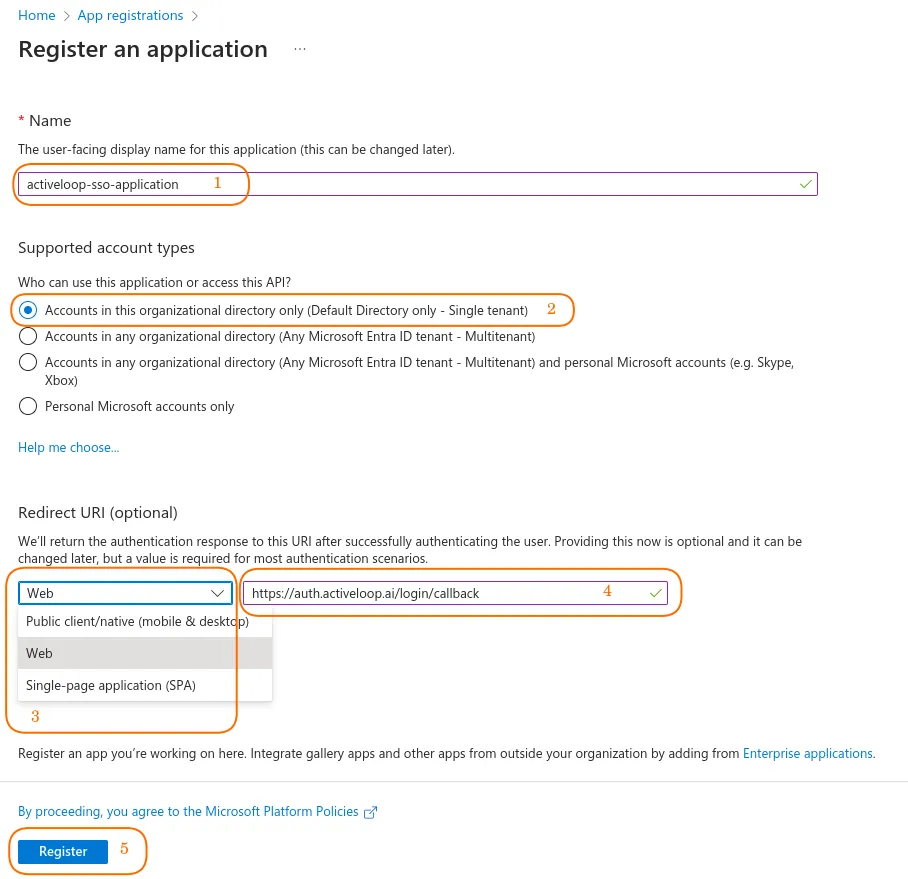 Home > App registrations >
Register an application ...
* Name
The user-facing display name for this application (this can be changed later).
activeloop-sso-application 1
Supported account types
Who can use this application or access this API?
Accounts in this organizational directory only (Default Directory only - Single tenant) 2
Accounts in any organizational directory (Any Microsoft Entra ID tenant - Multitenant)
Accounts in any organizational directory (Any Microsoft Entra ID tenant - Multitenant) and personal Microsoft accounts (e.g. Skype,
Xbox)
Personal Microsoft accounts only
Help me choose...
Redirect URI (optional)
We'll return the authentication response to this URI after successfully authenticating the user. Providing this now is optional and it can be
changed later, but a value is required for most authentication scenarios.
Web https://auth.activeloop.ai/login/callback 4
Public client/native (mobile & desktop)
Web
Single-page application (SPA)
3
Register an app you're working on here. Integrate gallery apps and other apps from outside your organization by adding from Enterprise applications.
By proceeding, you agree to the Microsoft Platform Policies
Register 5